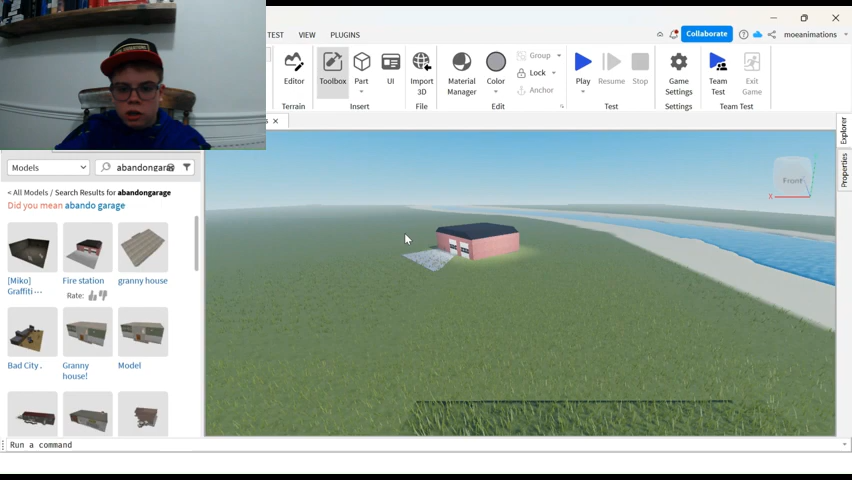 TEST VIEW PLUGINS
Collaborate
moeanimations
Editor
Toolbox
Part
UI
Import
3D
Material
Manager
Color
Group
Lock
Anchor
Play
Resume
Stop
Game
Settings
Team
Test
Exit
Game
Terrain
Insert
File
Edit
Test
Settings
Team Test
Models
abandongara
< All Models / Search Results for abandongarage
Did you mean abando garage
[Miko]
Graffiti ...
Fire station
Rate:
granny house
Bad City .
Granny
house!
Model
Front
X
Explorer
Properties
Run a command